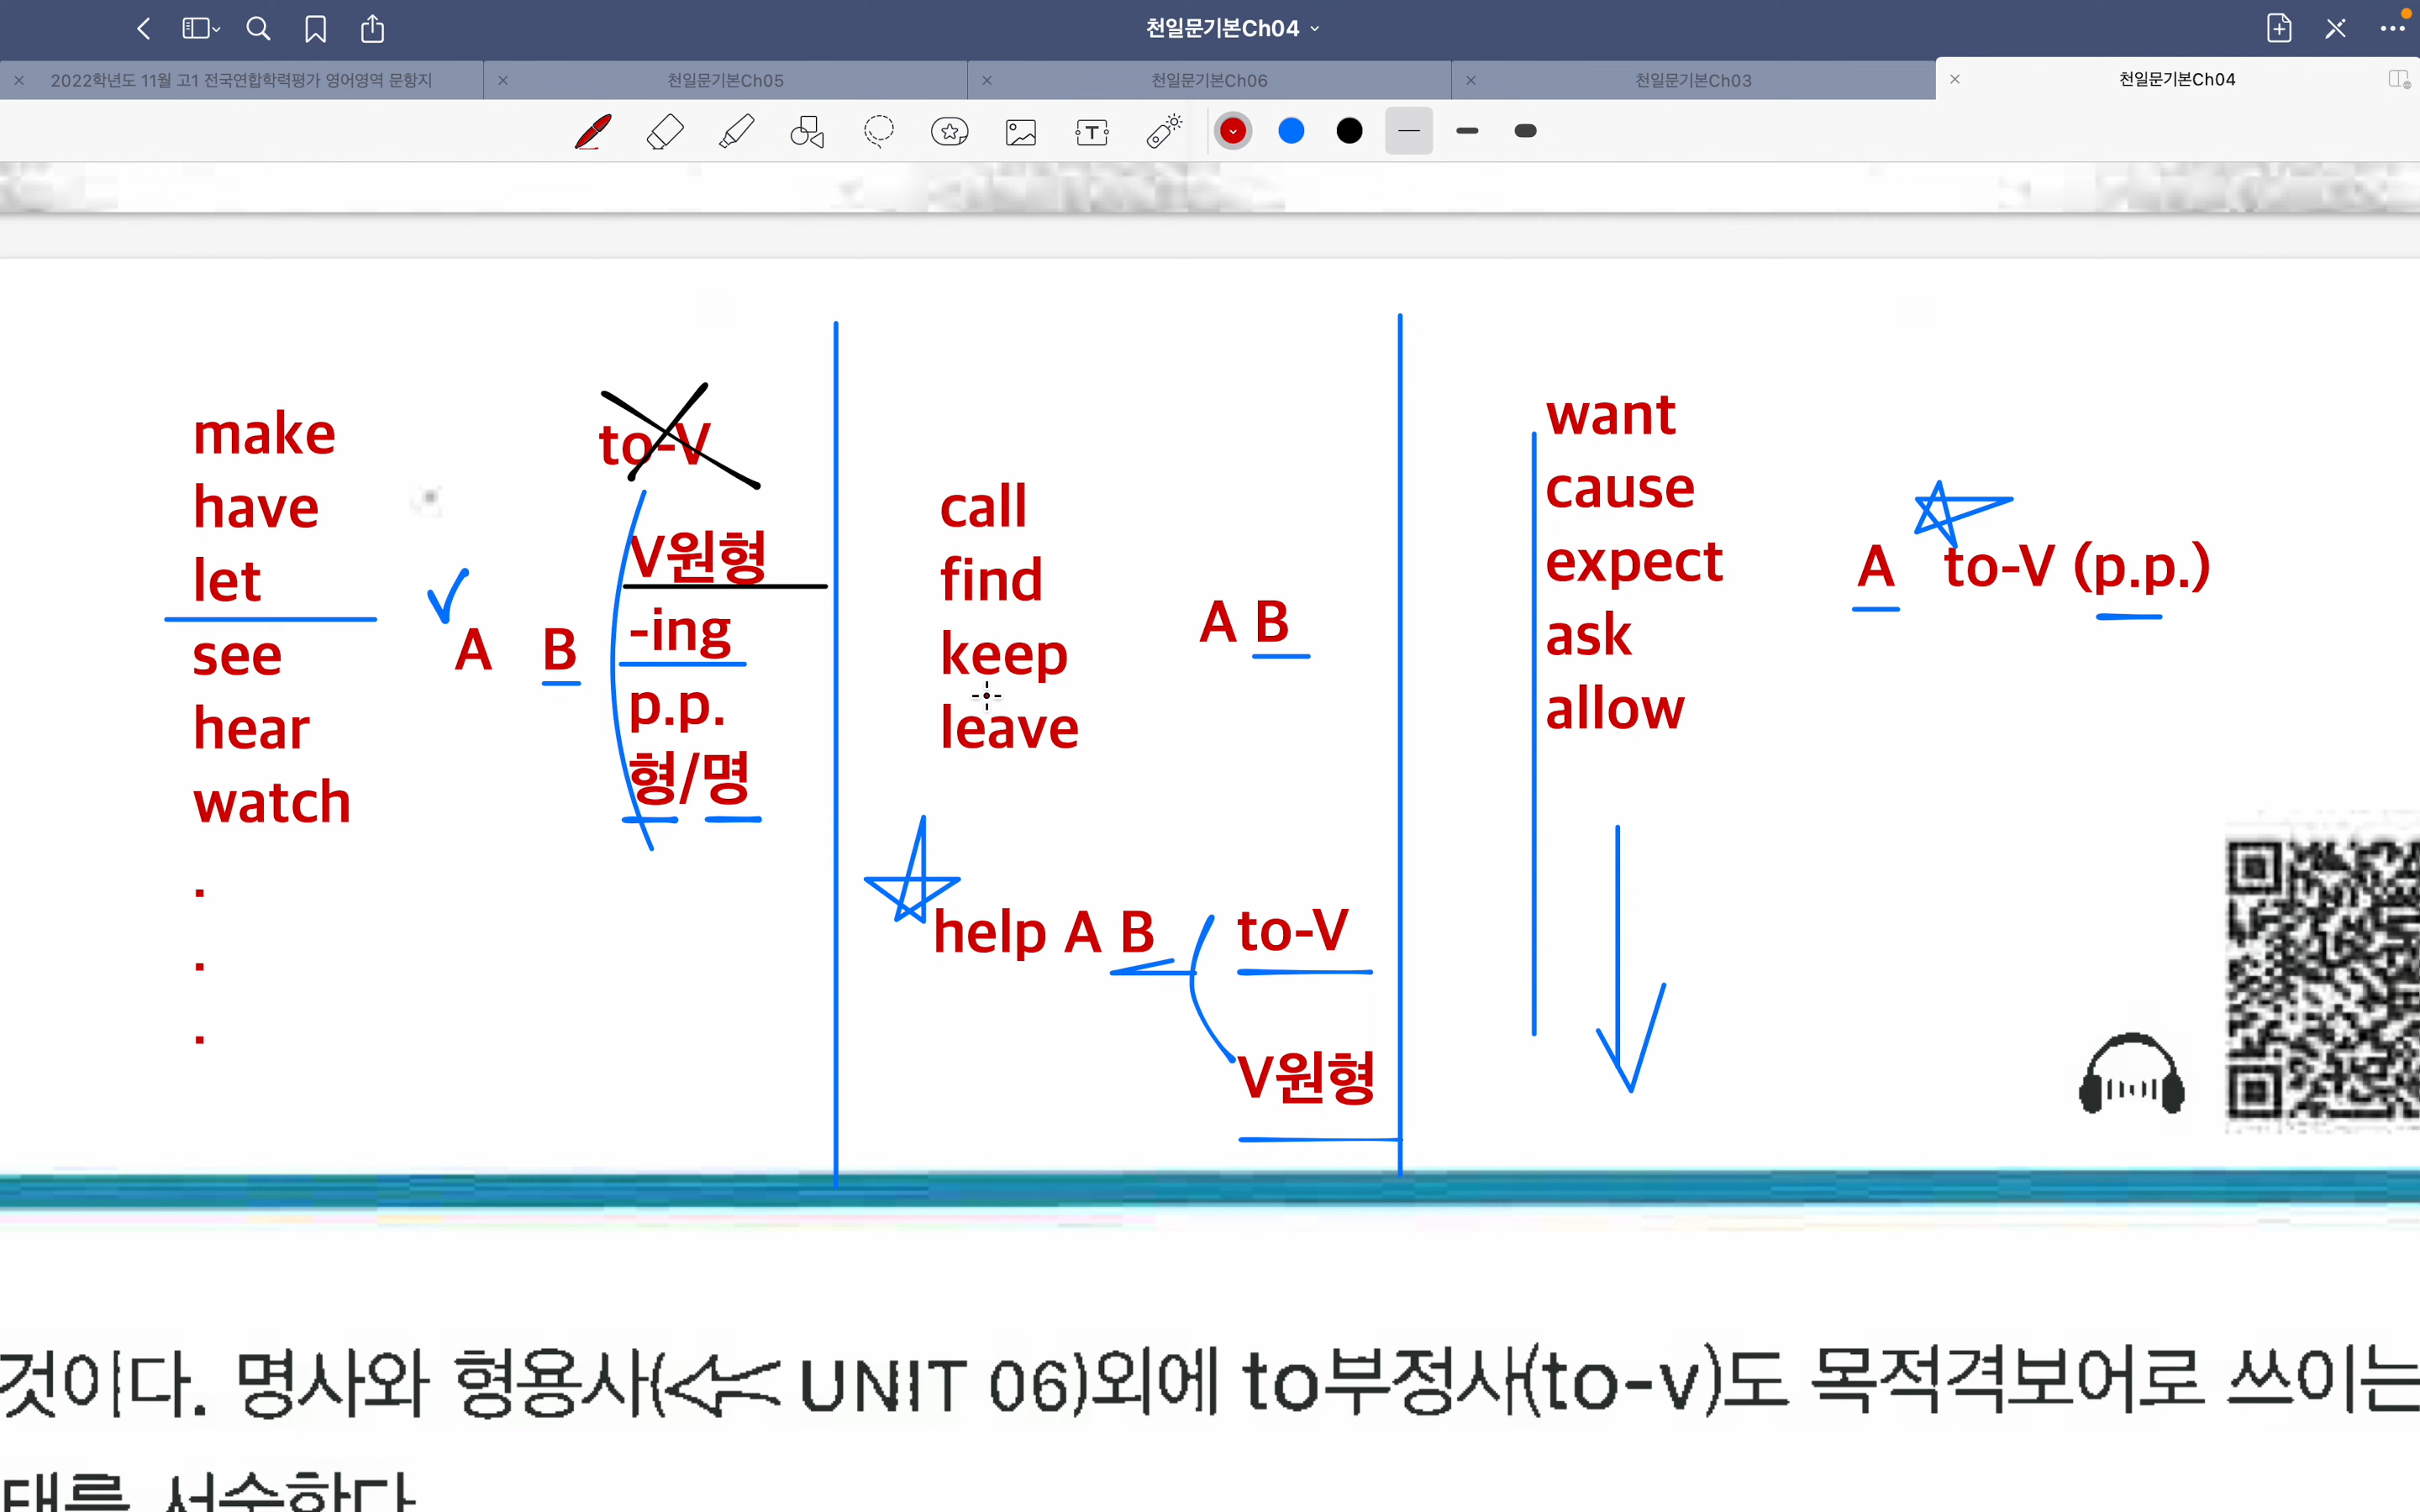 천일문기본Ch04
2022학년도 11월 고1 전국연합학력평가 영어영역 문항지
천일문기본Ch05
천일문기본Ch06
천일문기본Ch03
천일문기본Ch04
make
have
let
see
hear
watch
.
.
.
A B
to-V
V원형
-ing
p.p.
형/명
call
find
keep
leave
A B
help A B to-V
V원형
want
cause
expect
ask
allow
A to-V (p.p.)
것이다. 명사와 형용사(<< UNIT 06)외에 to부정사(to-v)도 목적격보어로 쓰이는
태를 서술한다